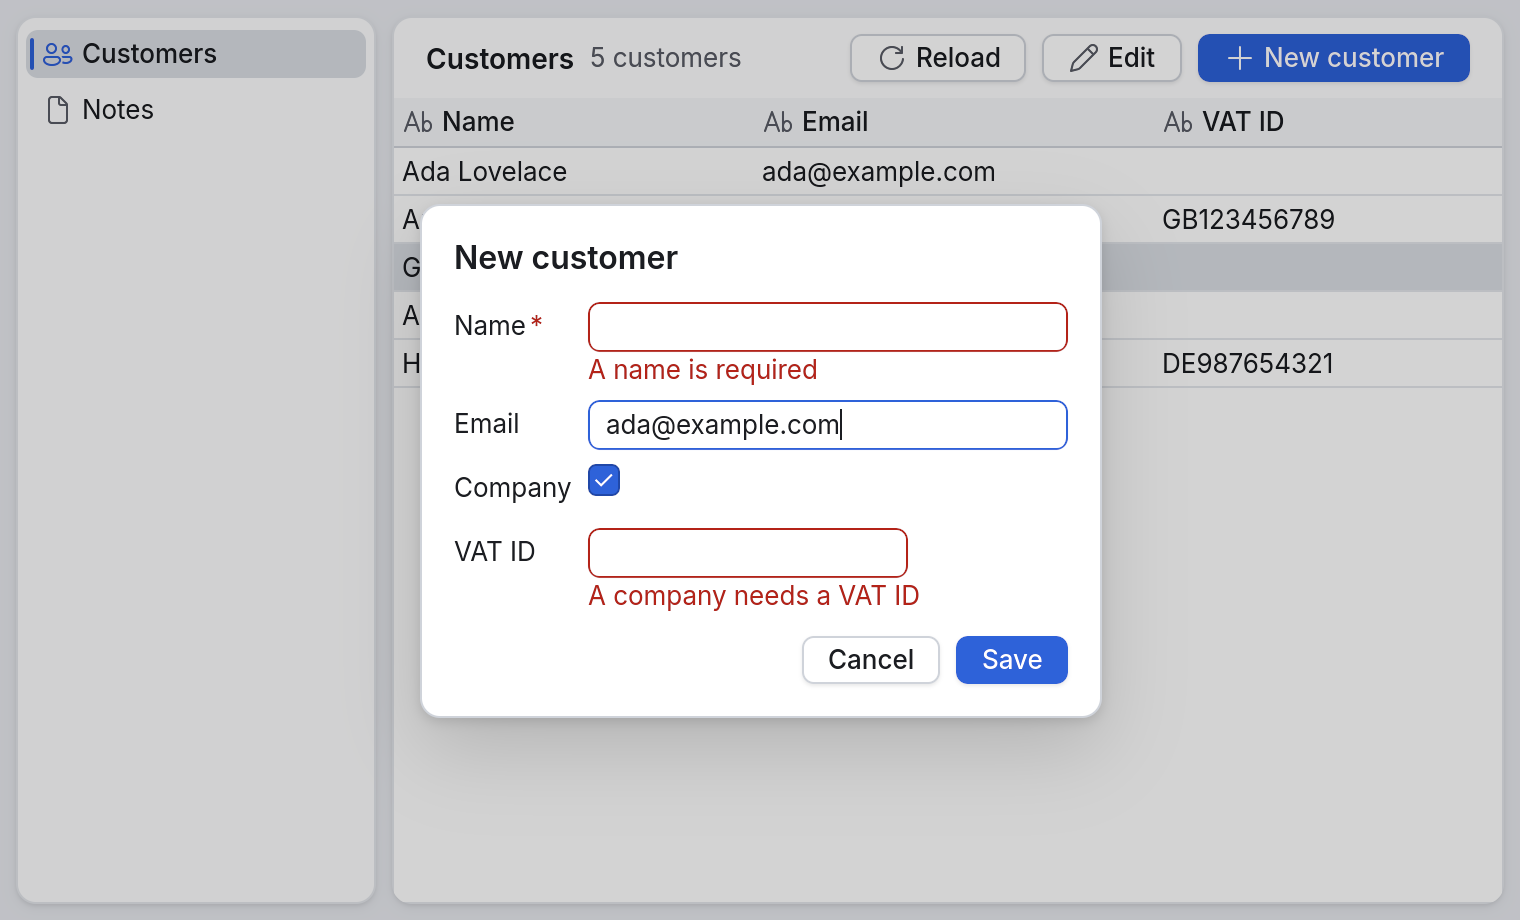 Customers
Notes
Customers 5 customers Reload Edit New customer
Ab Name Ab Email Ab VAT ID
Ada Lovelace ada@example.com
A GB123456789
G
A
H DE987654321
New customer
Name *
A name is required
Email ada@example.com
Company
VAT ID
A company needs a VAT ID
Cancel Save